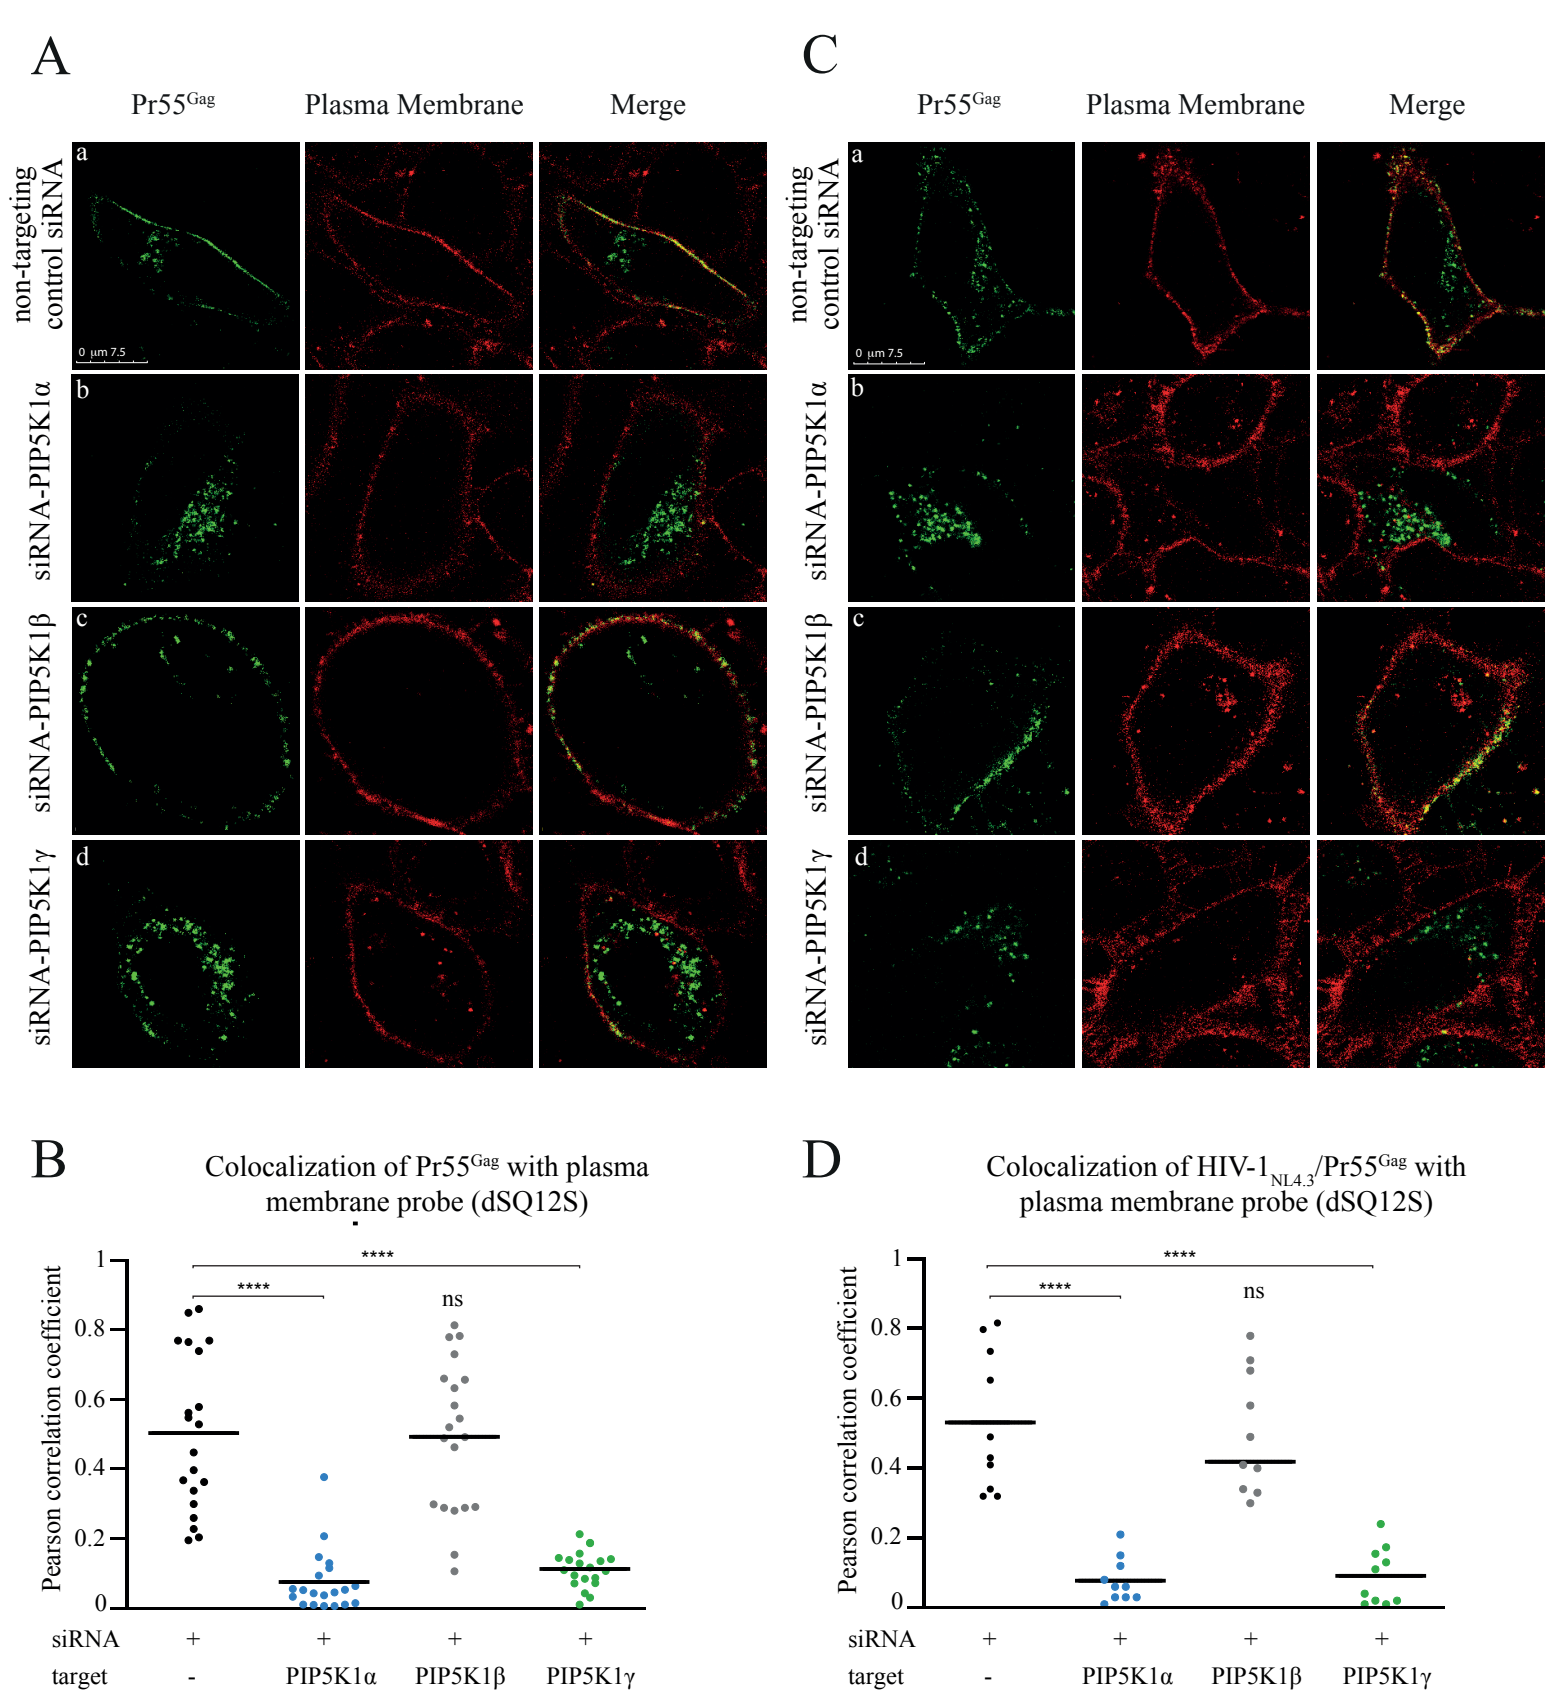 A
Pr55Gag
Plasma Membrane
Merge
non-targeting
control siRNA
a
0 μm 7.5
siRNA-PIP5K1α
b
siRNA-PIP5K1β
c
siRNA-PIP5K1γ
d
C
Pr55Gag
Plasma Membrane
Merge
non-targeting
control siRNA
a
0 μm 7.5
siRNA-PIP5K1α
b
siRNA-PIP5K1β
c
siRNA-PIP5K1γ
d
B
Colocalization of Pr55Gag with plasma
membrane probe (dSQ12S)
Pearson correlation coefficient
1
0.8
0.6
0.4
0.2
0
****
****
ns
siRNA + + + +
target - PIP5K1α PIP5K1β PIP5K1γ
D
Colocalization of HIV-1NL4.3/Pr55Gag with
plasma membrane probe (dSQ12S)
Pearson correlation coefficient
1
0.8
0.6
0.4
0.2
0
****
****
ns
siRNA + + + +
target - PIP5K1α PIP5K1β PIP5K1γ